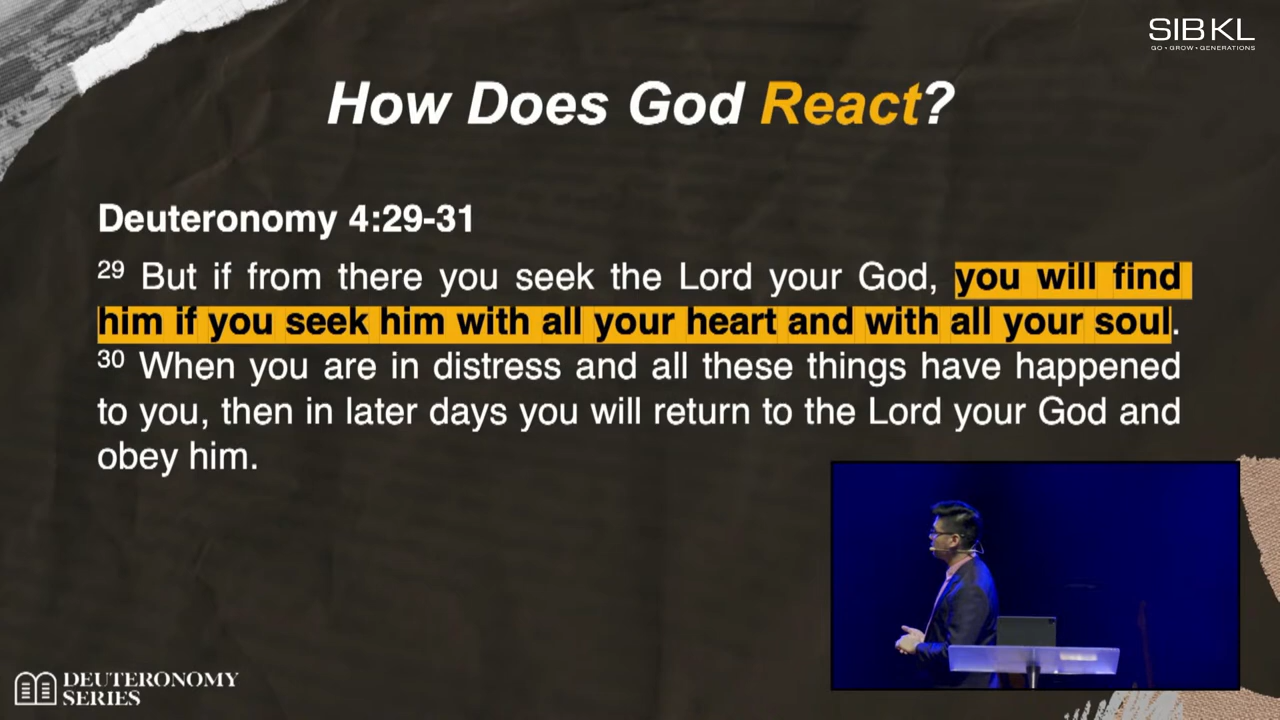 SIBKL
GO • GROW • GENERATIONS
How Does God React?
Deuteronomy 4:29-31
29 But if from there you seek the Lord your God, you will find
him if you seek him with all your heart and with all your soul.
30 When you are in distress and all these things have happened
to you, then in later days you will return to the Lord your God and
obey him.
DEUTERONOMY
SERIES